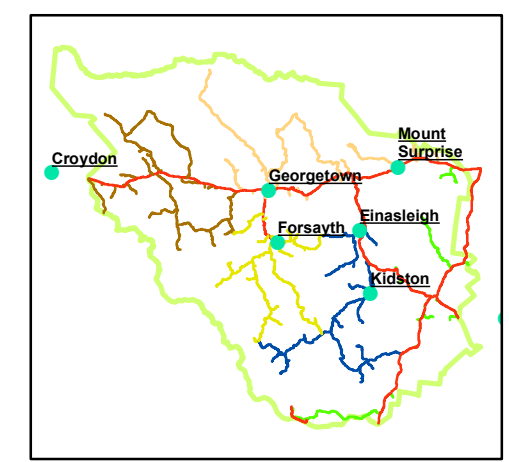 Mount
Surprise
Croydon
Georgetown
Forsayth
Einasleigh
Kidston